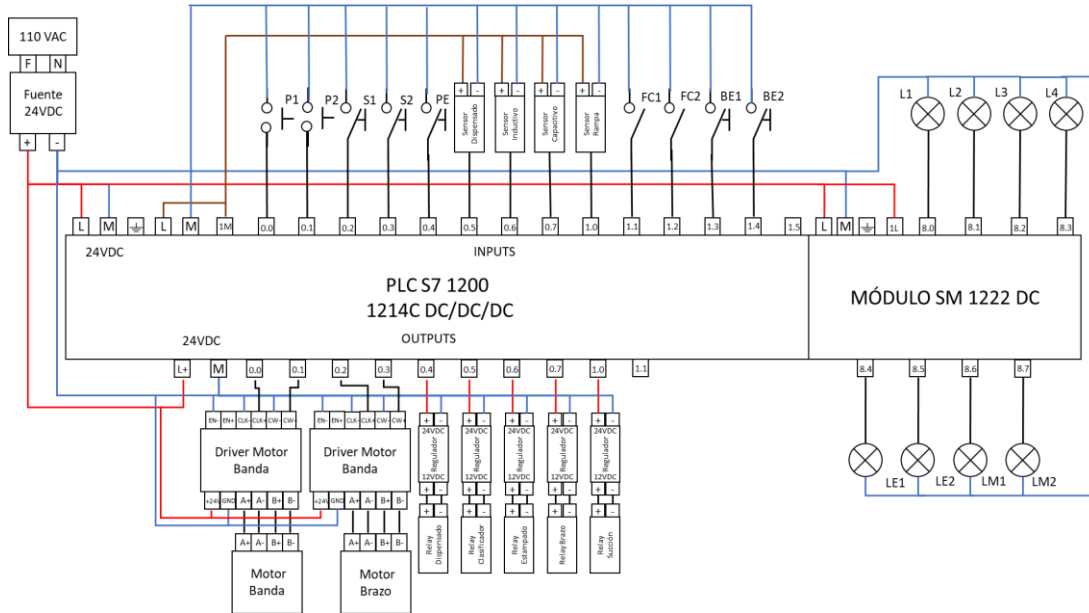 110 VAC
F N
Fuente
24VDC
+ -
P1 P2 S1 S2 PE
+ - + - + - + -
Sensor
Dispensado
Sensor
Inductivo
Sensor
Capacitivo
Sensor
Rampa
FC1 FC2 BE1 BE2
L1 L2 L3 L4
L M L M 1M 0.0 0.1 0.2 0.3 0.4 0.5 0.6 0.7 1.0 1.1 1.2 1.3 1.4 1.5 L M 1L 8.0 8.1 8.2 8.3
24VDC
INPUTS
PLC S7 1200
1214C DC/DC/DC
MÓDULO SM 1222 DC
24VDC
OUTPUTS
L+ M 0.0 0.1 0.2 0.3 0.4 0.5 0.6 0.7 1.0 1.1
8.4 8.5 8.6 8.7
EN- EN+ CLK- CLK+ CW- CW+
EN- EN+ CLK- CLK+ CW- CW+
Driver Motor
Banda
Driver Motor
Banda
+24V GND A+ A- B+ B-
+24V GND A+ A- B+ B-
A+ A- B+ B-
A+ A- B+ B-
Motor
Banda
Motor
Brazo
+ - + - + - + - + -
24VDC
Regulador
12VDC
24VDC
Regulador
12VDC
24VDC
Regulador
12VDC
24VDC
Regulador
12VDC
24VDC
Regulador
12VDC
+ - + - + - + - + -
+ - + - + - + - + -
Relay
Dispensado
Relay
Clasificador
Relay
Estampado
Relay Brazo
Relay
Succión
LE1 LE2 LM1 LM2